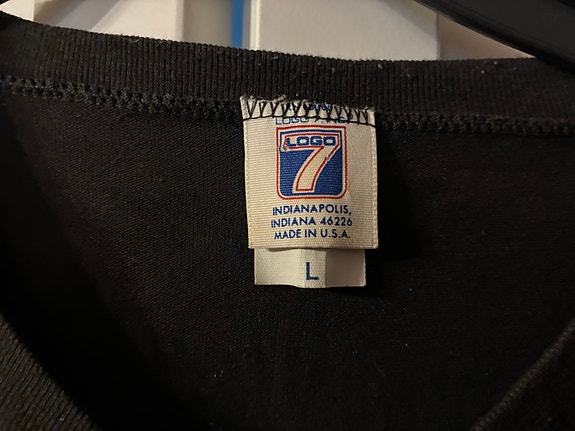 LOGO
7
INDIANAPOLIS,
INDIANA 46226
MADE IN U.S.A.
L